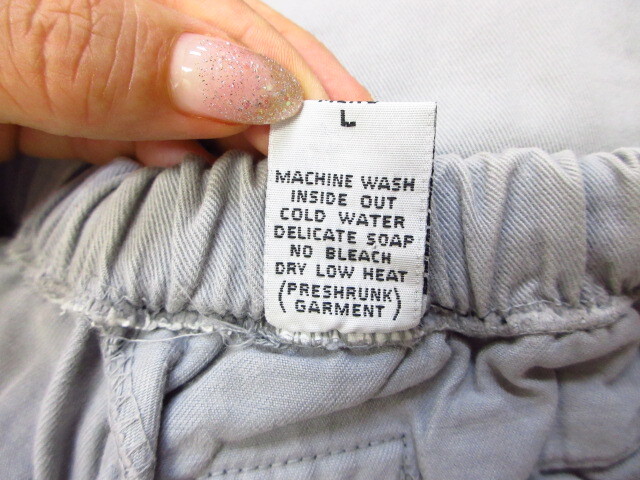 L
MACHINE WASH
INSIDE OUT
COLD WATER
DELICATE SOAP
NO BLEACH
DRY LOW HEAT
(PRESHRUNK)
(GARMENT)